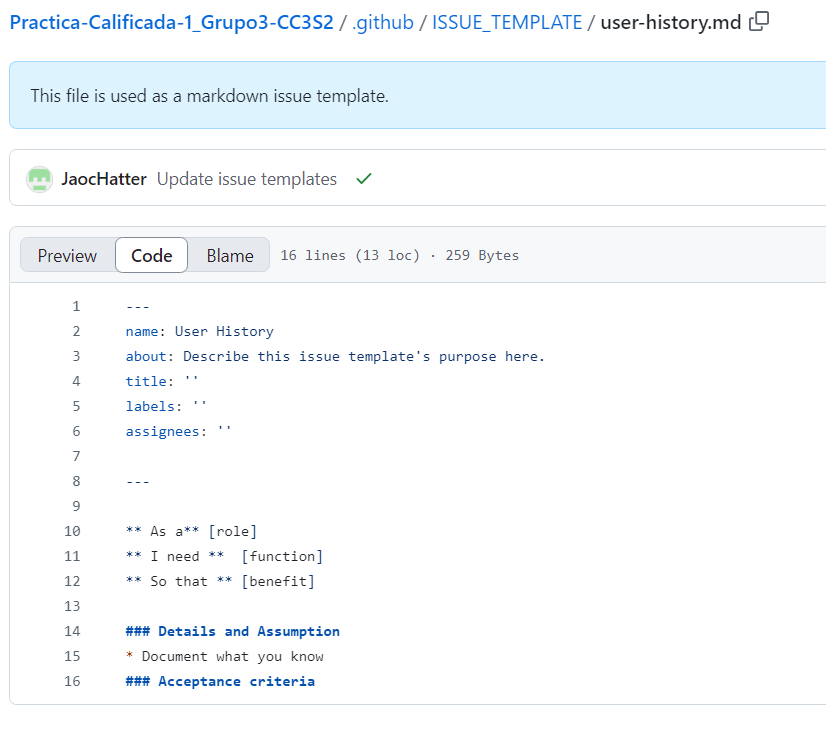 Practica-Calificada-1_Grupo3-CC3S2 / .github / ISSUE_TEMPLATE / user-history.md
This file is used as a markdown issue template.
JaocHatter Update issue templates
Preview Code Blame 16 lines (13 loc) · 259 Bytes
1 ---
2 name: User History
3 about: Describe this issue template's purpose here.
4 title: ''
5 labels: ''
6 assignees: ''
7
8 ---
9
10 ** As a** [role]
11 ** I need **  [function]
12 ** So that ** [benefit]
13
14 ### Details and Assumption
15 * Document what you know
16 ### Acceptance criteria